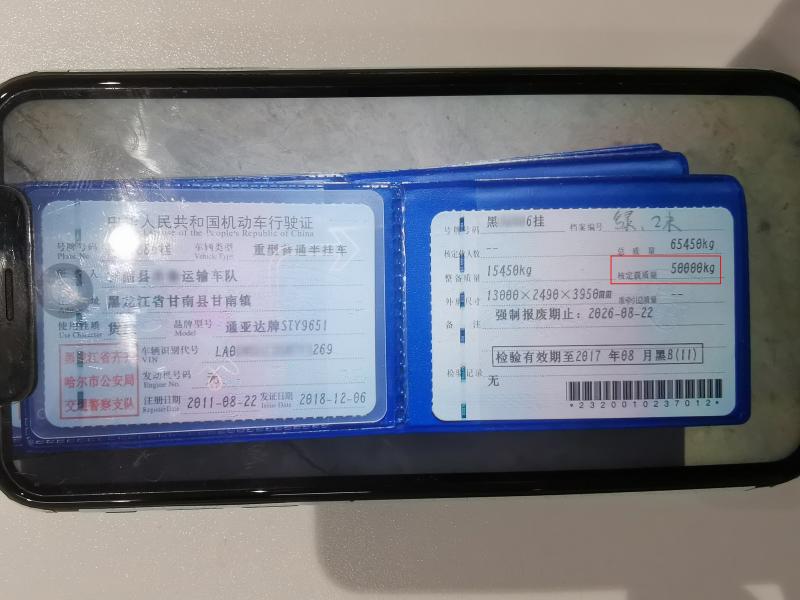 中华人民共和国机动车行驶证
of the People's Republic of China
号牌号码 6挂 车辆类型 重型普通半挂车
Plate No. Vehicle Type
南县 运输车队
址 黑龙江省甘南县甘南镇
使用性质 货 品牌型号 通亚达牌STY9651
Use Character Model
黑龙江省齐齐
哈尔市公安局
交通警察支队
车辆识别代号 LA0 269
VIN
发动机号码 无
Engine No.
注册日期 2011-08-22 发证日期 2018-12-06
Register Date Issue Date
号牌号码 黑 6挂 档案编号 绿.2米
核定载人数 -- 总质量 65450kg
整备质量 15450kg 核定载质量 50000kg
外廓尺寸 13000×2490×3950mm 准牵引总质量 --
备注 强制报废期止:2026-08-22
检验有效期至2017年08月黑B(11)
检验记录
无
*2320010237012*